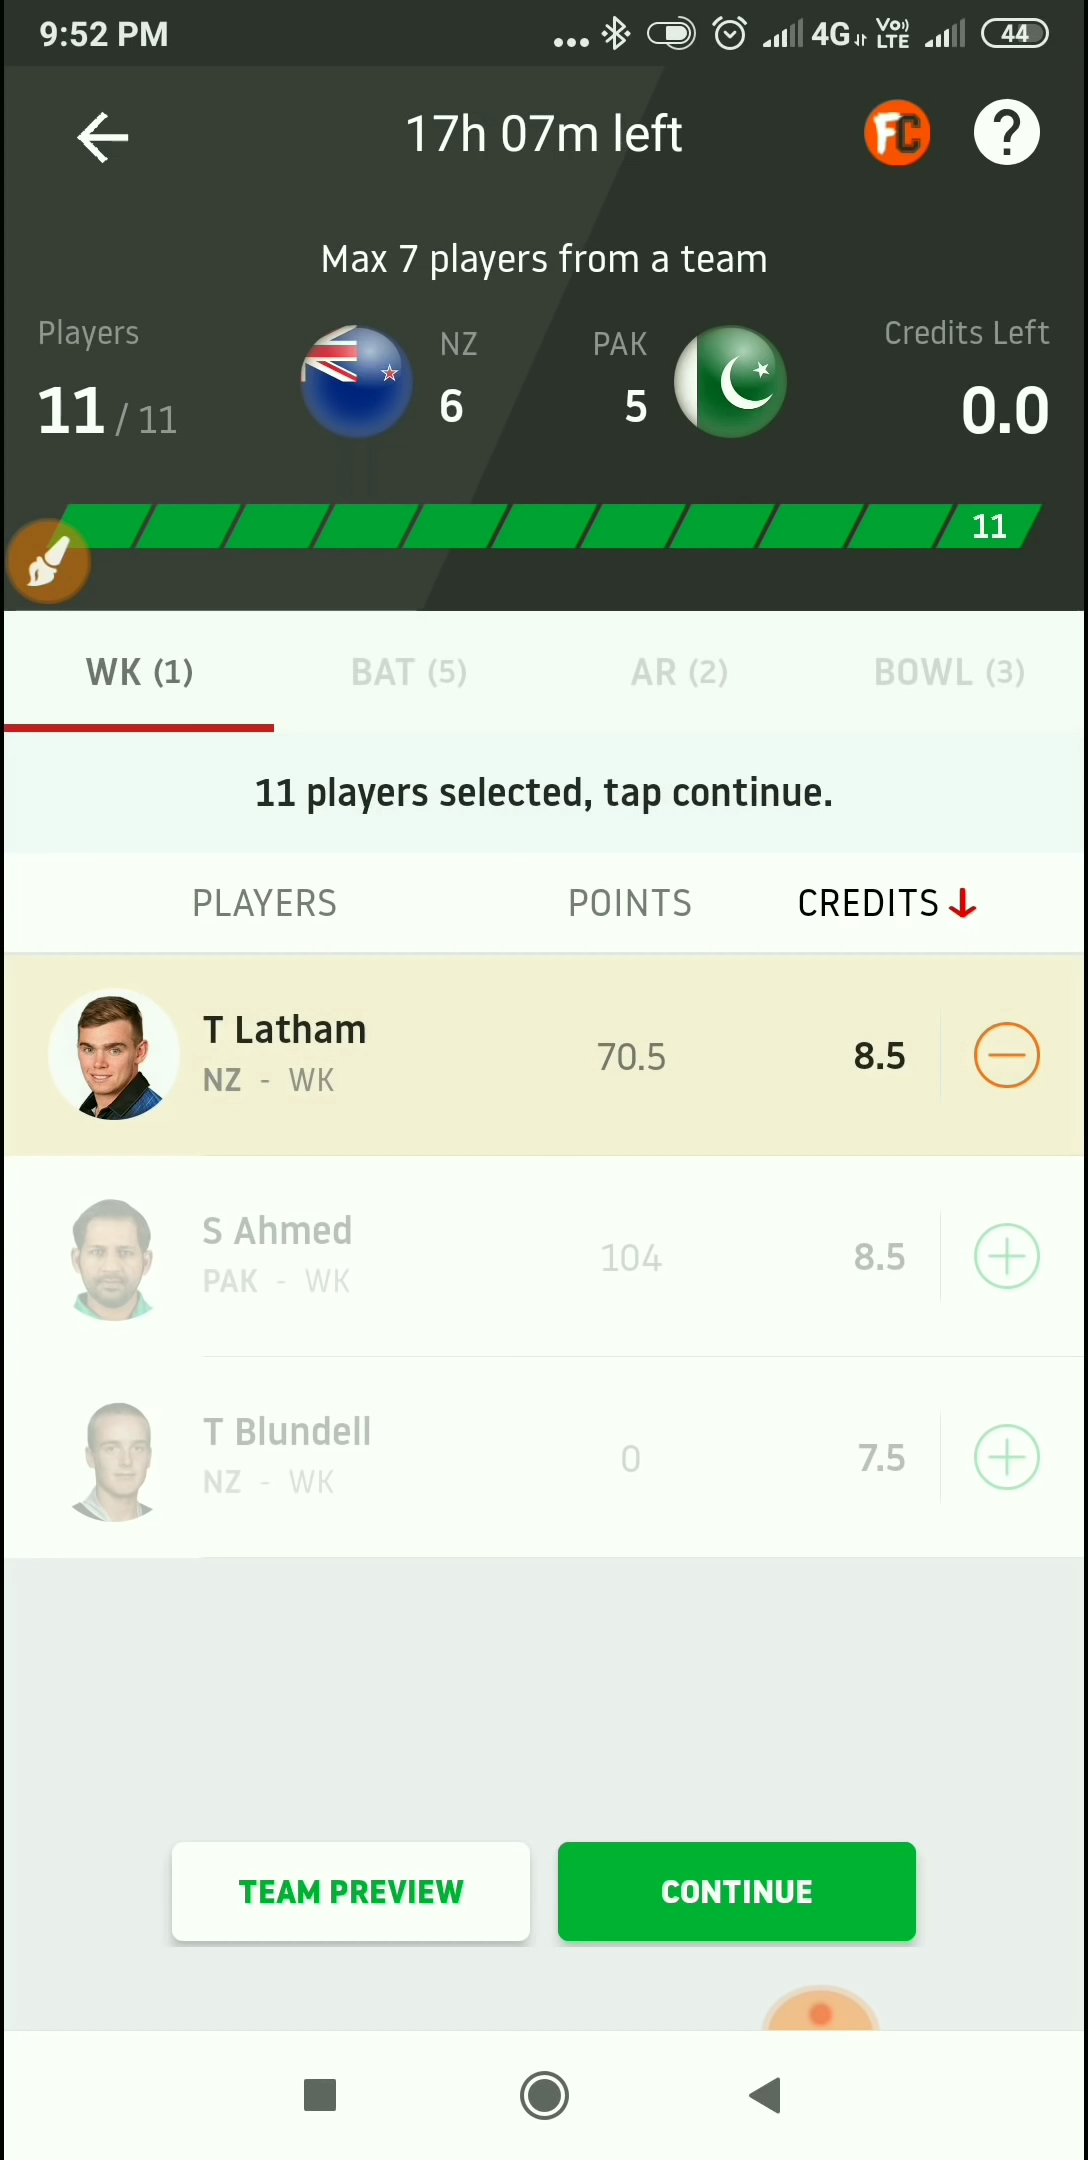 9:52 PM
4G
Vo))
LTE
44
17h 07m left
FC
?
Max 7 players from a team
Players
NZ
PAK
Credits Left
11 / 11
6
5
0.0
11
WK (1)
BAT (5)
AR (2)
BOWL (3)
11 players selected, tap continue.
PLAYERS
POINTS
CREDITS
T Latham
NZ - WK
70.5
8.5
S Ahmed
PAK - WK
104
8.5
T Blundell
NZ - WK
0
7.5
TEAM PREVIEW
CONTINUE